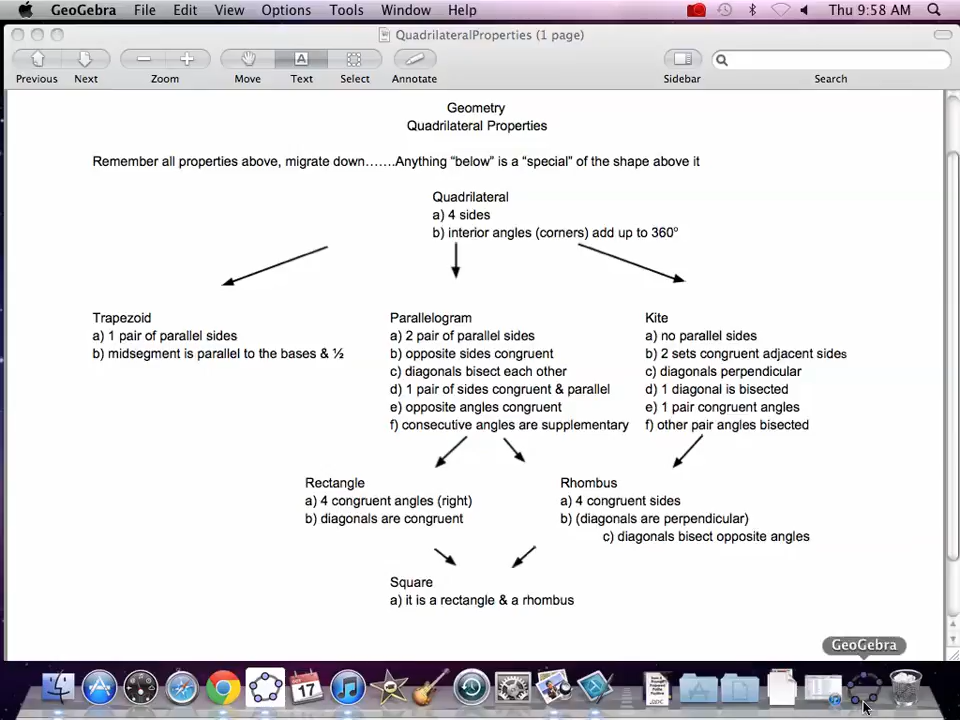 GeoGebra File Edit View Options Tools Window Help Thu 9:58 AM
QuadrilateralProperties (1 page)
Previous Next Zoom Move Text Select Annotate Sidebar Search
Geometry
Quadrilateral Properties
Remember all properties above, migrate down…….Anything “below” is a “special” of the shape above it
Quadrilateral
a) 4 sides
b) interior angles (corners) add up to 360°
Trapezoid
a) 1 pair of parallel sides
b) midsegment is parallel to the bases & ½
Parallelogram
a) 2 pair of parallel sides
b) opposite sides congruent
c) diagonals bisect each other
d) 1 pair of sides congruent & parallel
e) opposite angles congruent
f) consecutive angles are supplementary
Kite
a) no parallel sides
b) 2 sets congruent adjacent sides
c) diagonals perpendicular
d) 1 diagonal is bisected
e) 1 pair congruent angles
f) other pair angles bisected
Rectangle
a) 4 congruent angles (right)
b) diagonals are congruent
Rhombus
a) 4 congruent sides
b) (diagonals are perpendicular)
c) diagonals bisect opposite angles
Square
a) it is a rectangle & a rhombus
GeoGebra
OCT
17